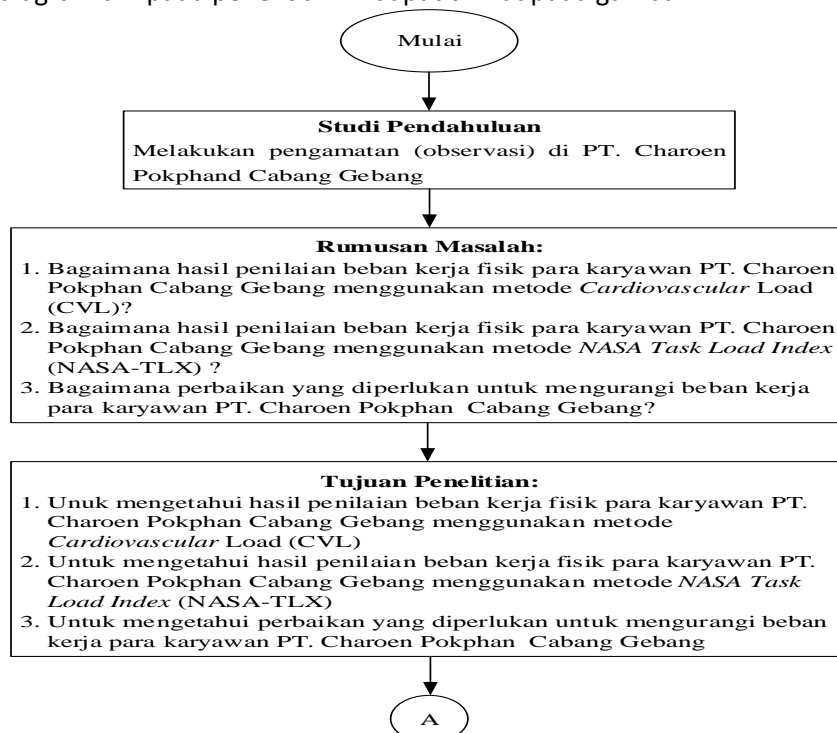 pada
Mulai
Studi Pendahuluan
Melakukan pengamatan (observasi) di PT. Charoen
Pokphand Cabang Gebang
Rumusan Masalah:
1. Bagaimana hasil penilaian beban kerja fisik para karyawan PT. Charoen
Pokphan Cabang Gebang menggunakan metode Cardiovascular Load
(CVL)?
2. Bagaimana hasil penilaian beban kerja fisik para karyawan PT. Charoen
Pokphan Cabang Gebang menggunakan metode NASA Task Load Index
(NASA-TLX) ?
3. Bagaimana perbaikan yang diperlukan untuk mengurangi beban kerja
para karyawan PT. Charoen Pokphan Cabang Gebang?
Tujuan Penelitian:
1. Unuk mengetahui hasil penilaian beban kerja fisik para karyawan PT.
Charoen Pokphan Cabang Gebang menggunakan metode
Cardiovascular Load (CVL)
2. Untuk mengetahui hasil penilaian beban kerja fisik para karyawan PT.
Charoen Pokphan Cabang Gebang menggunakan metode NASA Task
Load Index (NASA-TLX)
3. Untuk mengetahui perbaikan yang diperlukan untuk mengurangi beban
kerja para karyawan PT. Charoen Pokphan Cabang Gebang
A